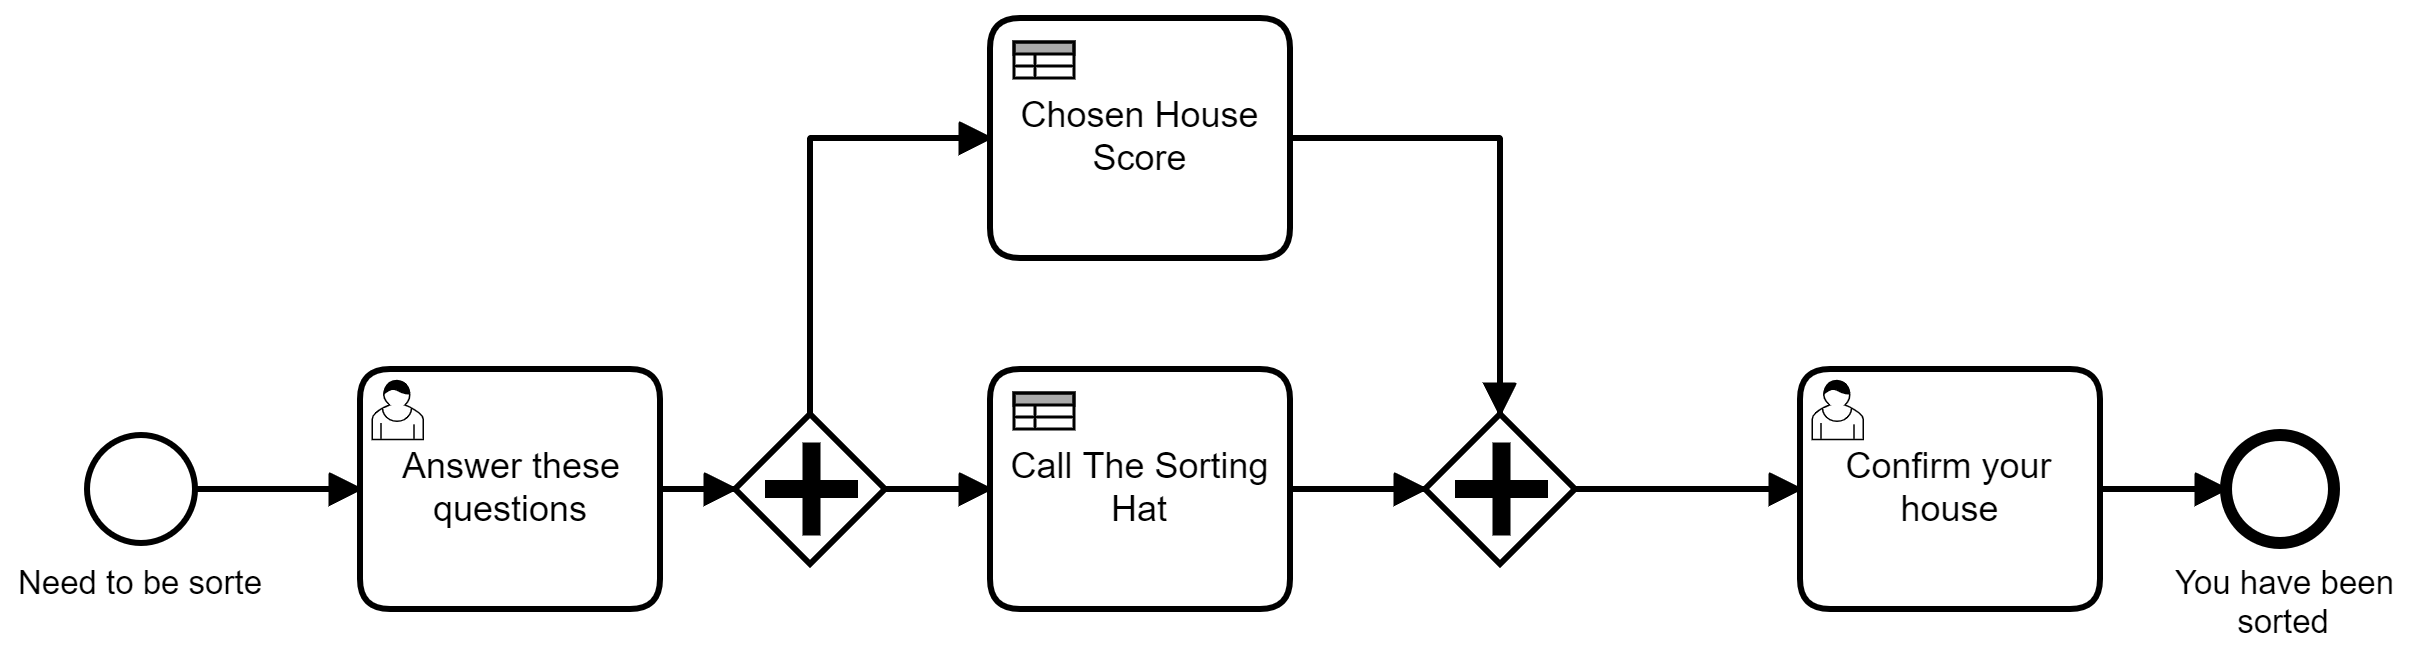 Chosen House
Score
Answer these
questions
Call The Sorting
Hat
Confirm your
house
Need to be sorte
You have been
sorted